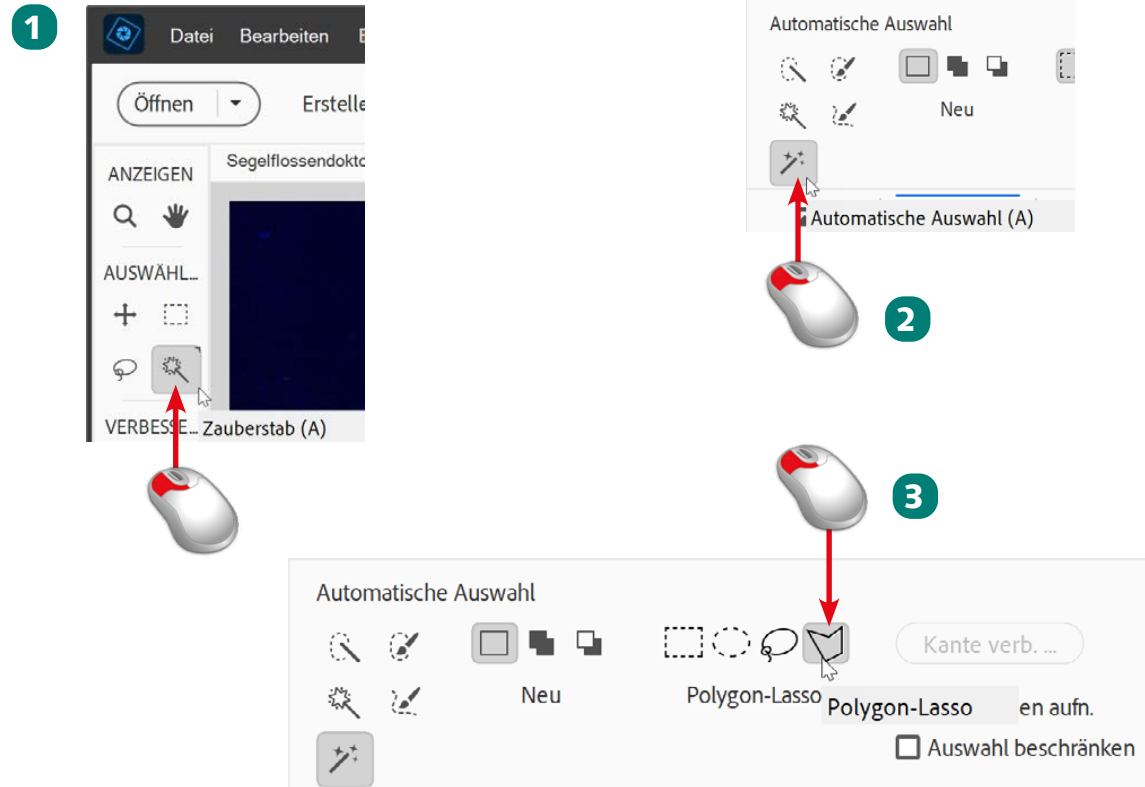 1
Datei Bearbeiten
Öffnen Erstelle
ANZEIGEN
Segelflossendokto
AUSWÄHL...
VERBESSE...
Zauberstab (A)
Automatische Auswahl
Neu
Automatische Auswahl (A)
2
3
Automatische Auswahl
Kante verb. ...
Neu
Polygon-Lasso
Polygon-Lasso
en aufn.
Auswahl beschränken